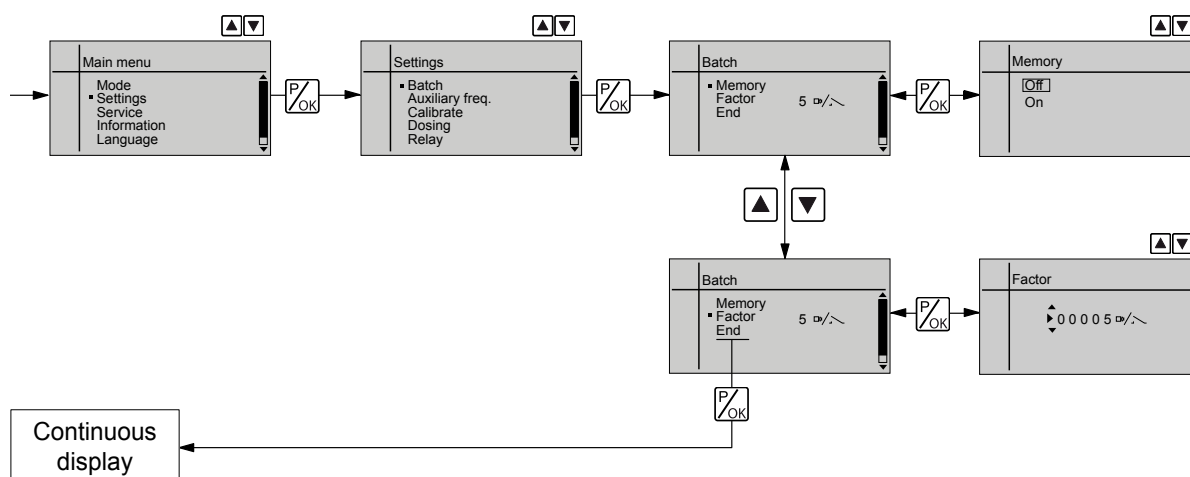 Main menu
Mode
Settings
Service
Information
Language
P/OK
Settings
Batch
Auxiliary freq.
Calibrate
Dosing
Relay
P/OK
Batch
Memory
Factor 5
End
P/OK
Memory
Off
On
Batch
Memory
Factor 5
End
P/OK
Factor
00005
P/OK
Continuous
display